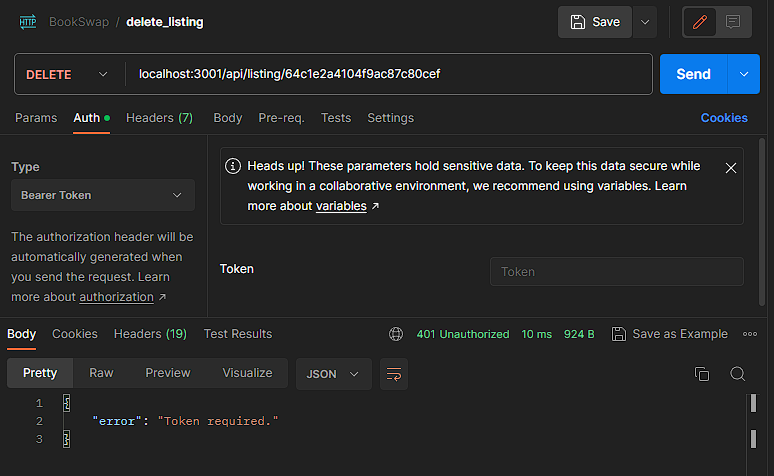 HTTP BookSwap / delete_listing Save
DELETE localhost:3001/api/listing/64c1e2a4104f9ac87c80cef Send
Params Auth Headers (7) Body Pre-req. Tests Settings Cookies
Type
Bearer Token
The authorization header will be
automatically generated when
you send the request. Learn
more about authorization ↗
Heads up! These parameters hold sensitive data. To keep this data secure while
working in a collaborative environment, we recommend using variables. Learn
more about variables ↗
Token Token
Body Cookies Headers (19) Test Results 401 Unauthorized 10 ms 924 B Save as Example
Pretty Raw Preview Visualize JSON
1 {
2 "error": "Token required."
3 }